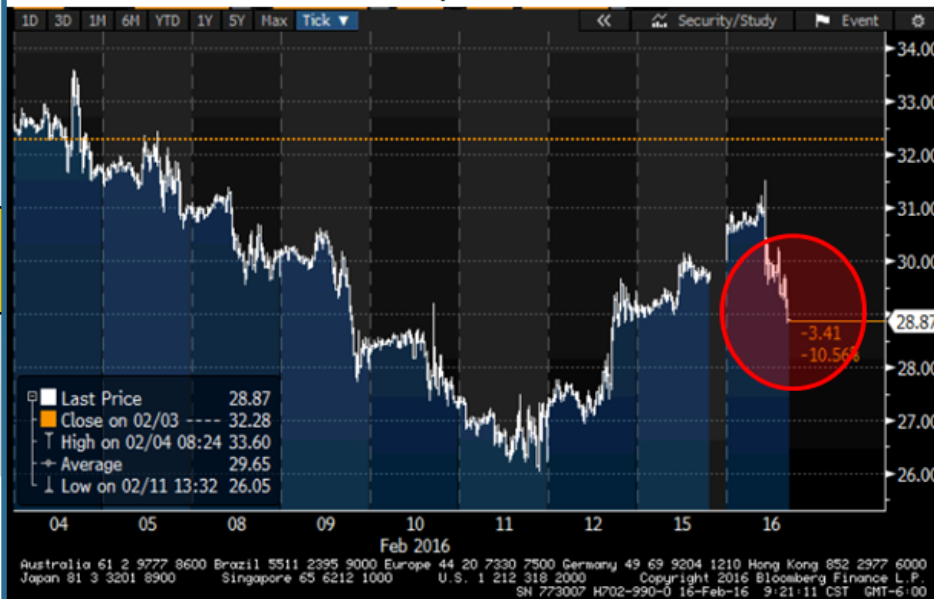 1D 3D 1M 6M YTD 1Y 5Y Max Tick ▼ « Security/Study Event
34.00
33.00
32.00
31.00
30.00
28.87
-3.41
-10.56%
28.00
27.00
26.00
Last Price 28.87
Close on 02/03 ---- 32.28
High on 02/04 08:24 33.60
Average 29.65
Low on 02/11 13:32 26.05
04 05 08 09 10 11 12 15 16
Feb 2016
Australia 61 2 9777 8600 Brazil 5511 2395 9000 Europe 44 20 7330 7500 Germany 49 69 9204 1210 Hong Kong 852 2977 6000
Japan 81 3 3201 8900 Singapore 65 6212 1000 U.S. 1 212 318 2000 Copyright 2016 Bloomberg Finance L.P.
SN 773007 H702-990-0 16-Feb-16 9:21:11 CST GMT-6:00